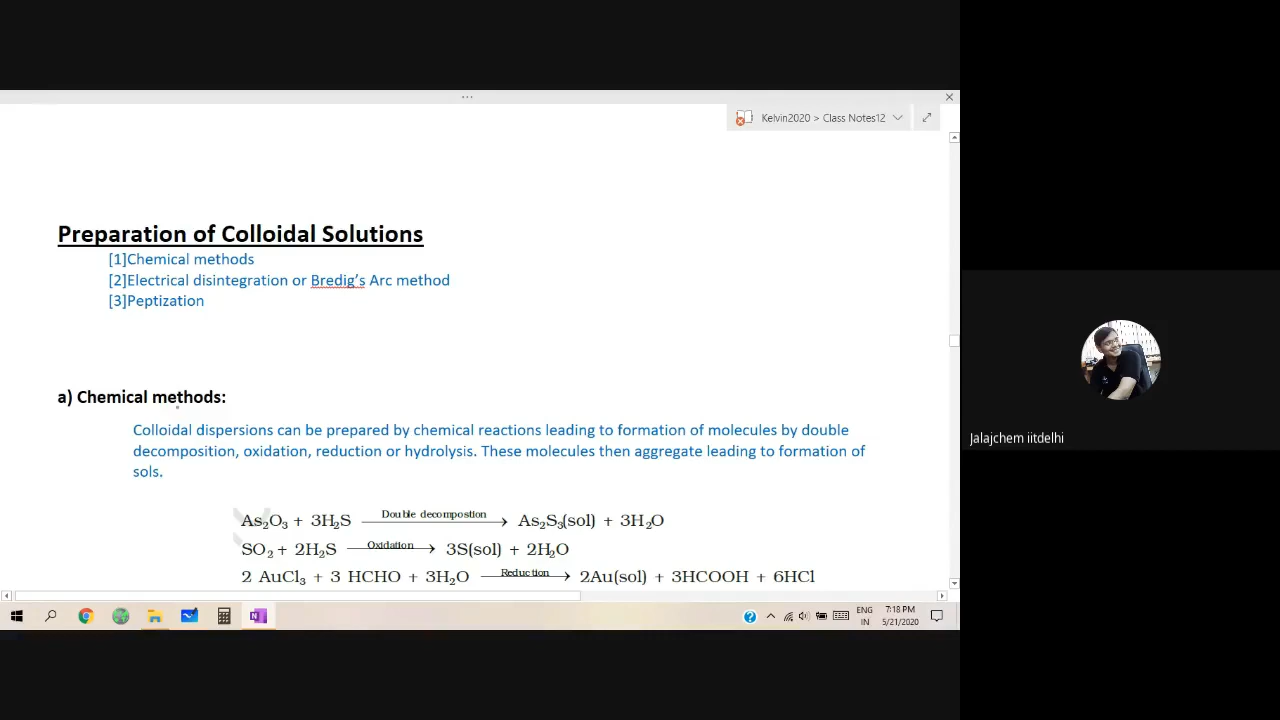 Kelvin2020 > Class Notes12
Preparation of Colloidal Solutions
[1]Chemical methods
[2]Electrical disintegration or Bredig's Arc method
[3]Peptization
a) Chemical methods:
Colloidal dispersions can be prepared by chemical reactions leading to formation of molecules by double
decomposition, oxidation, reduction or hydrolysis. These molecules then aggregate leading to formation of
sols.
As₂O₃ + 3H₂S Double decompostion → As₂S₃(sol) + 3H₂O
SO₂ + 2H₂S Oxidation → 3S(sol) + 2H₂O
2 AuCl₃ + 3 HCHO + 3H₂O Reduction → 2Au(sol) + 3HCOOH + 6HCl
Jalajchem iitdelhi
ENG
IN
7:18 PM
5/21/2020